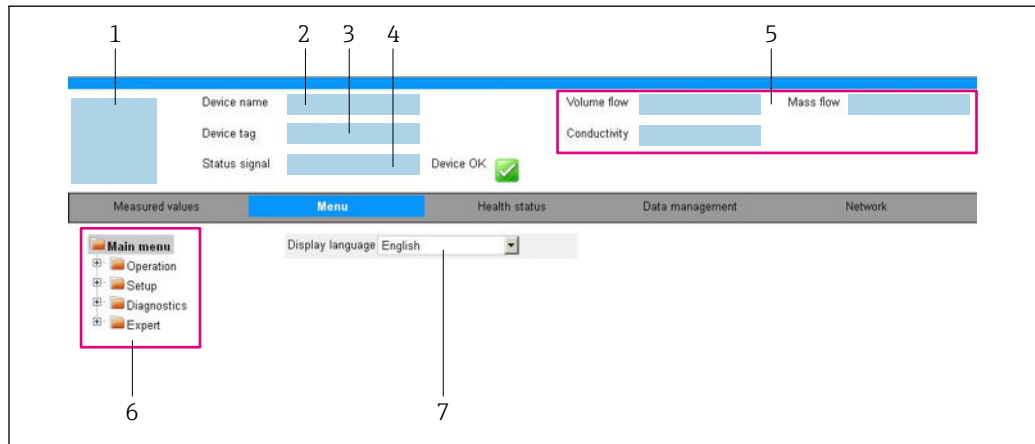 1 2 3 4 5
Device name
Volume flow
Mass flow
Device tag
Conductivity
Status signal
Device OK
Measured values Menu Health status Data management Network
Main menu
Display language English
Operation
Setup
Diagnostics
Expert
6 7